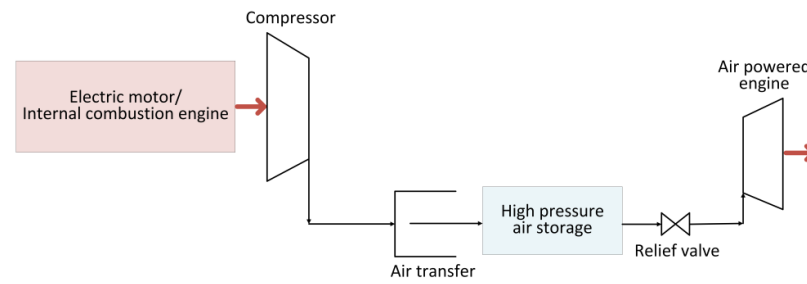 Compressor
Electric motor/
Internal combustion engine
Air powered
engine
High pressure
air storage
Relief valve
Air transfer